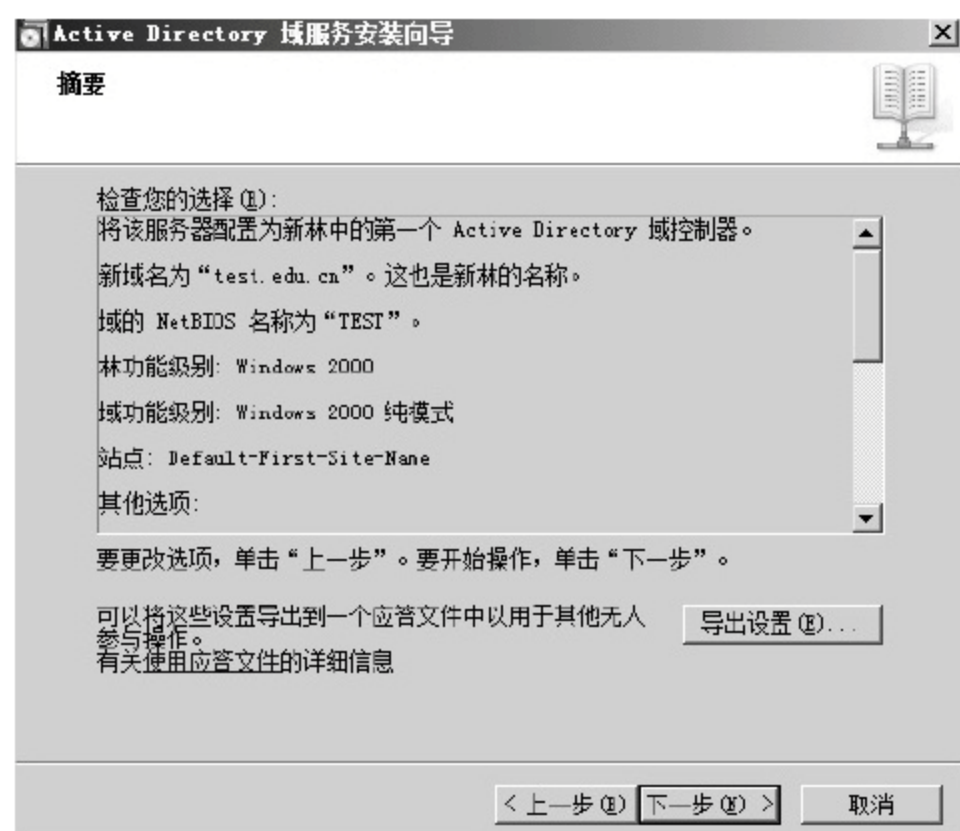 Active Directory 域服务安装向导
摘要
检查您的选择(R):
将该服务器配置为新林中的第一个 Active Directory 域控制器。
新域名为“test.edu.cn”。这也是新林的名称。
域的 NetBIOS 名称为“TEST”。
林功能级别: Windows 2000
域功能级别: Windows 2000 纯模式
站点: Default-First-Site-Name
其他选项:
要更改选项，单击“上一步”。要开始操作，单击“下一步”。
可以将这些设置导出到一个应答文件中以用于其他无人
参与操作。
有关使用应答文件的详细信息
导出设置(E)...
< 上一步(B)
下一步(N) >
取消